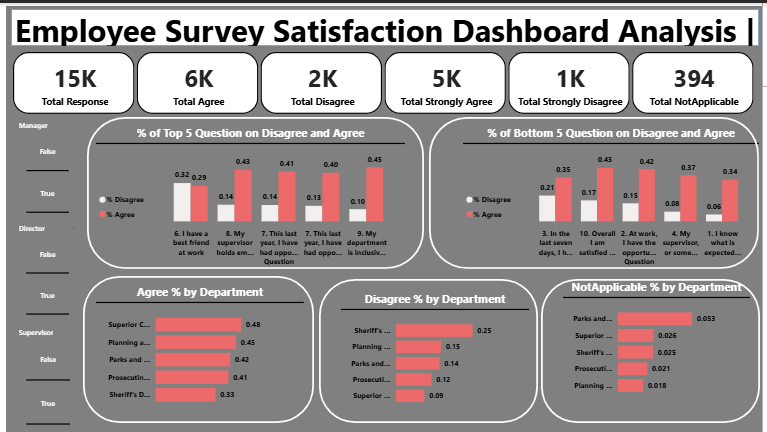 Employee Survey Satisfaction Dashboard Analysis |
15K
Total Response
6K
Total Agree
2K
Total Disagree
5K
Total Strongly Agree
1K
Total Strongly Disagree
394
Total NotApplicable
Manager
False
True
Director
False
True
Supervisor
False
True
% of Top 5 Question on Disagree and Agree
% Disagree
% Agree
0.32
0.29
0.14
0.43
0.14
0.41
0.13
0.40
0.10
0.45
6. I have a
best friend
at work
8. My
supervisor
holds em...
7. This last
year, I have
had oppo...
7. This last
year, I have
had oppo...
9. My
department
is inclusiv...
Question
% of Bottom 5 Question on Disagree and Agree
% Disagree
% Agree
0.21
0.35
0.17
0.43
0.15
0.42
0.08
0.37
0.06
0.34
3. In the
last seven
days, I h...
10. Overall
I am
satisfied ...
2. At work,
I have the
opportu...
4. My
supervisor,
or some...
1. I know
what is
expected...
Question
Agree % by Department
Superior C... 0.48
Planning a... 0.45
Parks and ... 0.42
Prosecutin... 0.41
Sheriff's D... 0.33
Disagree % by Department
Sheriff's ... 0.25
Planning ... 0.15
Parks and... 0.14
Prosecuti... 0.12
Superior ... 0.09
NotApplicable % by Department
Parks and... 0.053
Superior ... 0.026
Sheriff's ... 0.025
Prosecuti... 0.021
Planning ... 0.018